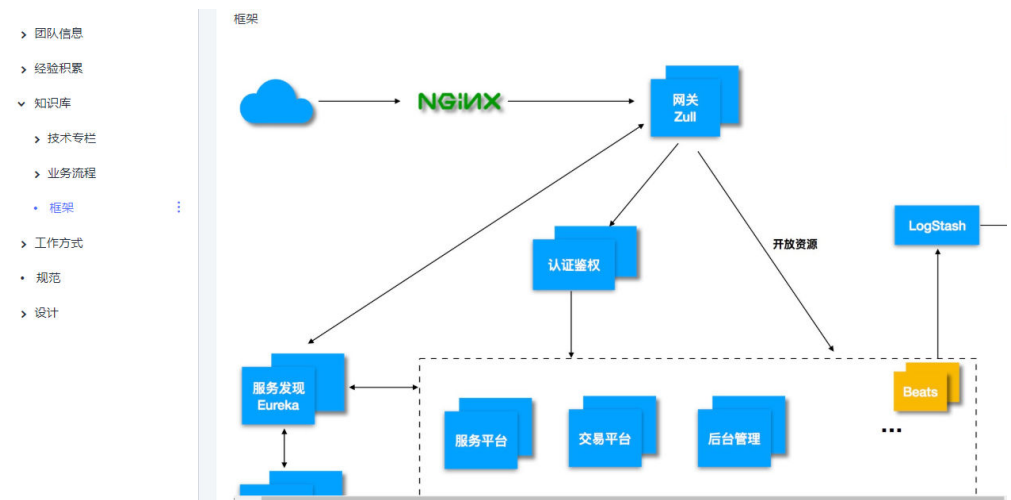 团队信息
经验积累
知识库
技术专栏
业务流程
框架
工作方式
规范
设计
框架
NGiNX
网关
Zull
LogStash
开放资源
认证鉴权
服务发现
Eureka
Beats
服务平台
交易平台
后台管理
...